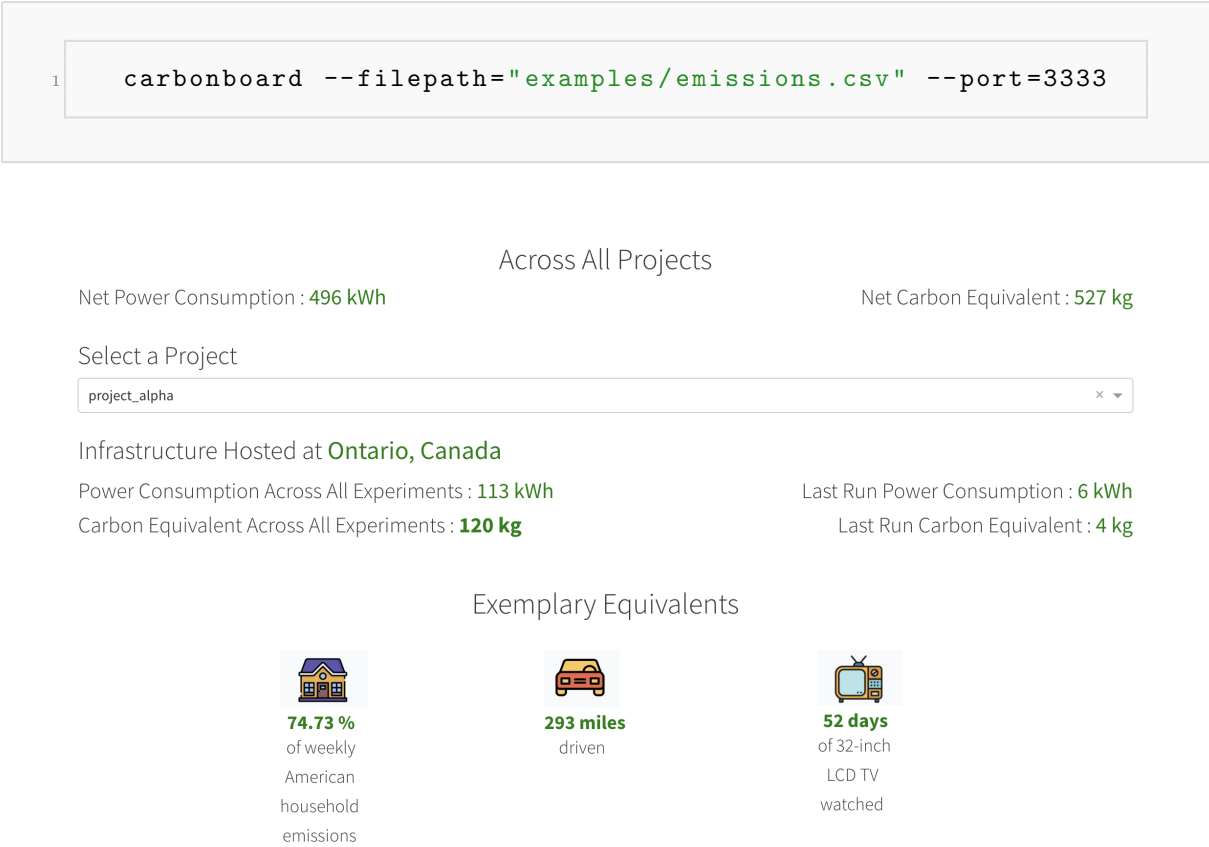 1 carbonboard --filepath="examples/emissions.csv" --port=3333
Across All Projects
Net Power Consumption : 496 kWh Net Carbon Equivalent : 527 kg
Select a Project
project_alpha × 
Infrastructure Hosted at Ontario, Canada
Power Consumption Across All Experiments : 113 kWh Last Run Power Consumption : 6 kWh
Carbon Equivalent Across All Experiments : 120 kg Last Run Carbon Equivalent : 4 kg
Exemplary Equivalents
74.73 %
of weekly
American
household
emissions
293 miles
driven
52 days
of 32-inch
LCD TV
watched